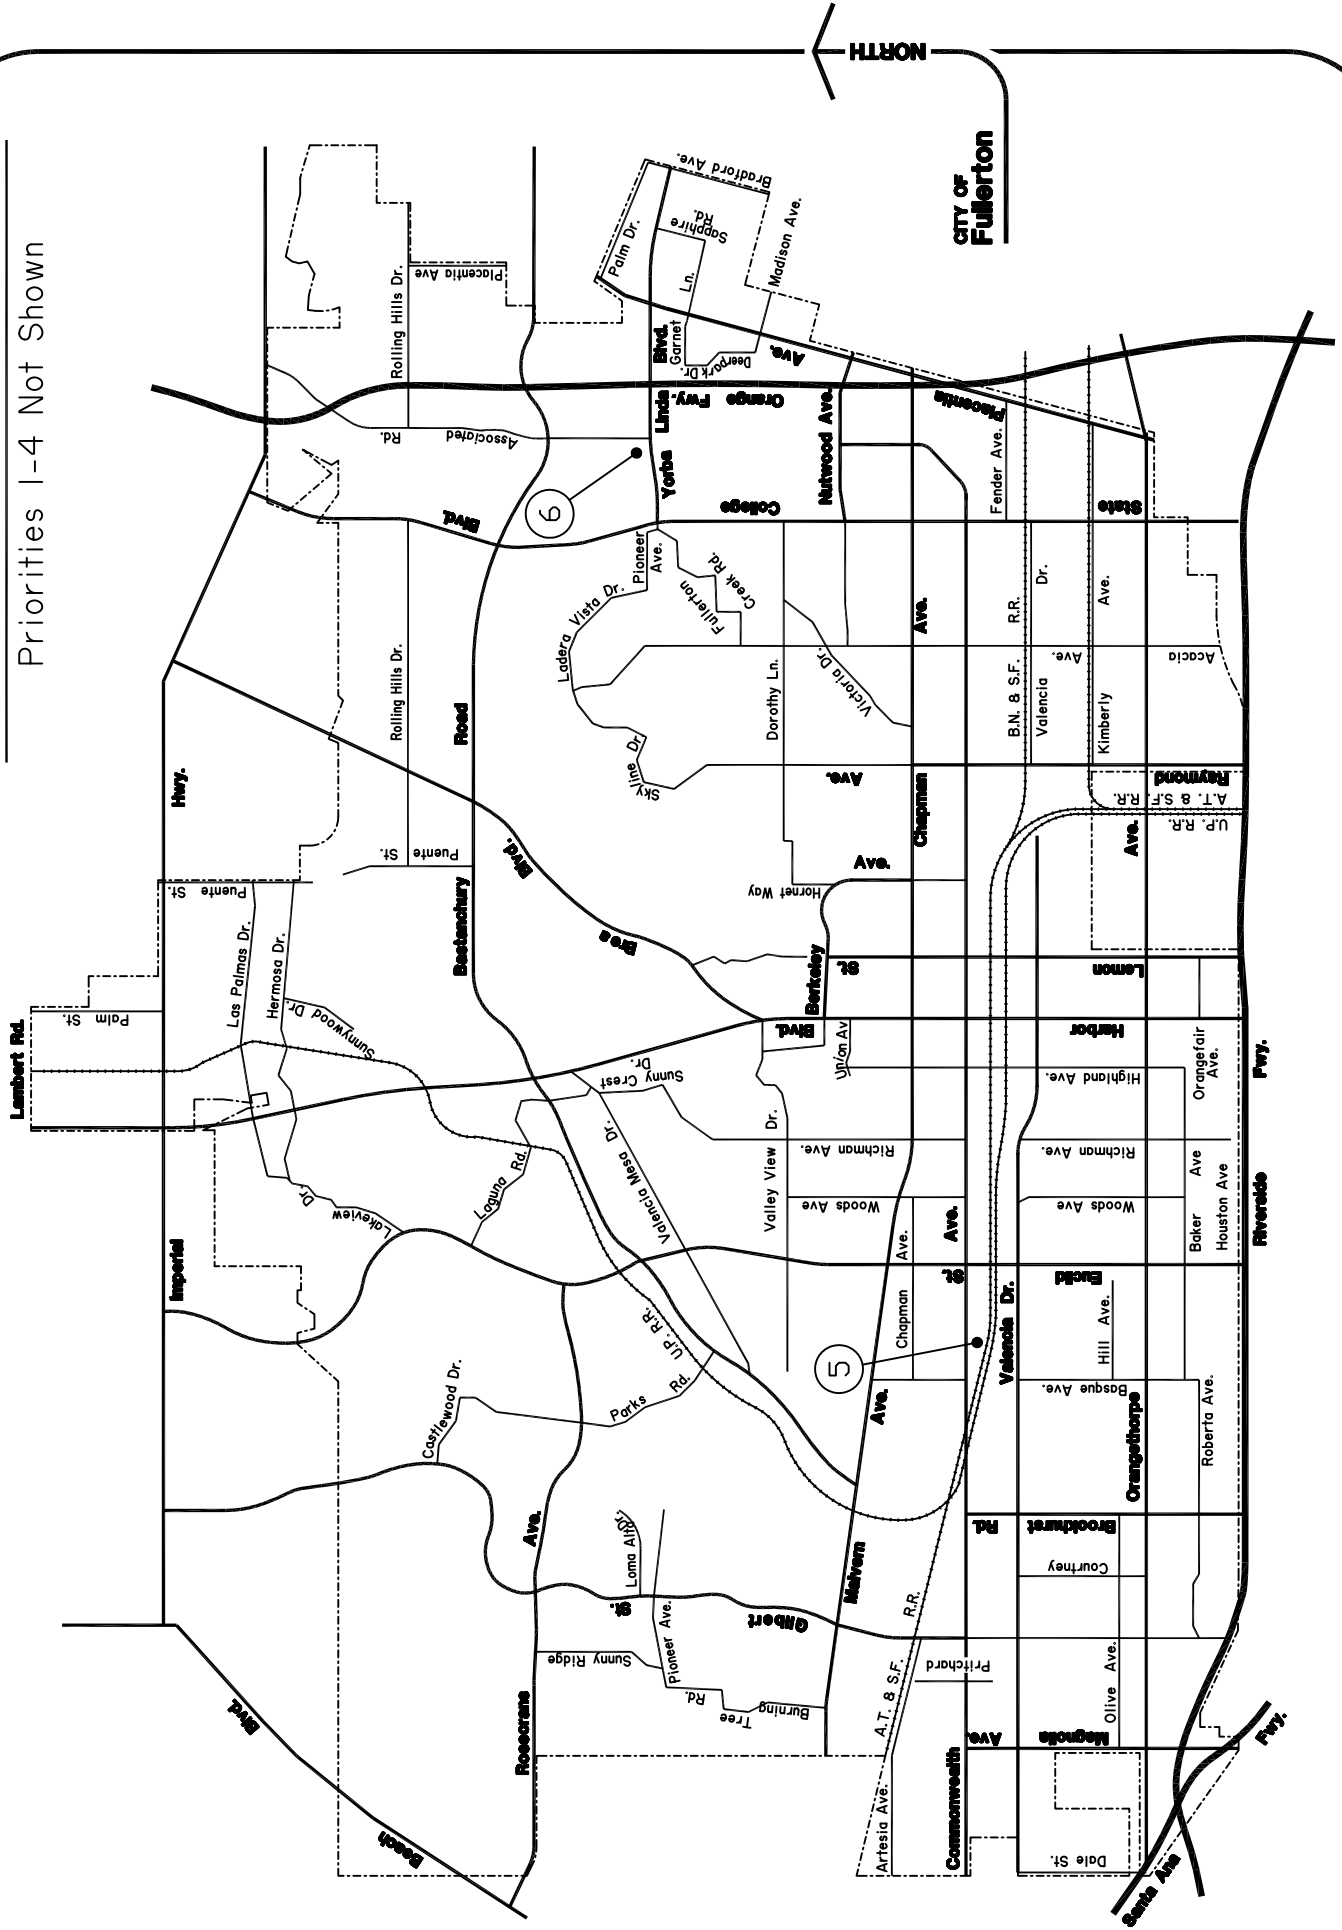 Priorities 1-4 Not Shown
NORTH
CITY OF
Fullerton
Lambert Rd.
Palm St.
Puente St.
Imperial
Hwy.
Las Palmas Dr.
Hermosa Dr.
Sunnywood Dr.
Lakeview
Dr.
Beach
Blvd.
Rolling Hills Dr.
Rolling Hills Dr.
Placentia Ave
Associated
Rd.
Puente St.
Bastanchury
Road
Blvd.
Castlewood Dr.
Laguna Rd.
Rosecrans
Ave.
Brea
Blvd.
Ladera Vista Dr.
Skyline Dr.
Pioneer
Ave.
Fullerton
Creek Rd.
6
Yorba
Linda
Blvd.
Palm Dr.
Bradford Ave.
Sapphire
Rd.
Garnet
Ln.
Deerpark Dr.
Madison Ave.
Orange
Fwy.
Placentia
Ave.
College
State
Nutwood Ave.
Sunny Crest
Dr.
Valencia Mesa Dr.
U.P. R.R.
Parks
Rd.
Loma Alta
Dr.
Gilbert
St.
Sunny Ridge
Pioneer Ave.
Burning
Tree
Rd.
Valley View Dr.
Dorothy Ln.
Victoria Dr.
Hornet Way
Berkeley
Ave.
Union Av
Blvd.
Harbor
St.
Lemon
Ave.
Raymond
Malvern
Ave.
Chapman
Ave.
Chapman
Ave.
5
Richman Ave.
Woods Ave
Richman Ave.
Woods Ave
Highland Ave.
St.
Euclid
Basque Ave.
Commonwealth
Ave.
Artesia Ave.
A.T. & S.F.
R.R.
Pritchard
Valencia Dr.
B.N. & S.F.
R.R.
Valencia
Dr.
Fender Ave.
Kimberly
Ave.
Acacia
Ave.
A.T. & S.F. R.R.
U.P. R.R.
Hill Ave.
Olive Ave.
Courtney
Rd.
Brookhurst
Ave.
Magnolia
Dale St.
Orangethorpe
Ave.
Baker Ave
Houston Ave
Roberta Ave.
Orangefair
Ave.
Riverside
Fwy.
Santa Ana
Fwy.